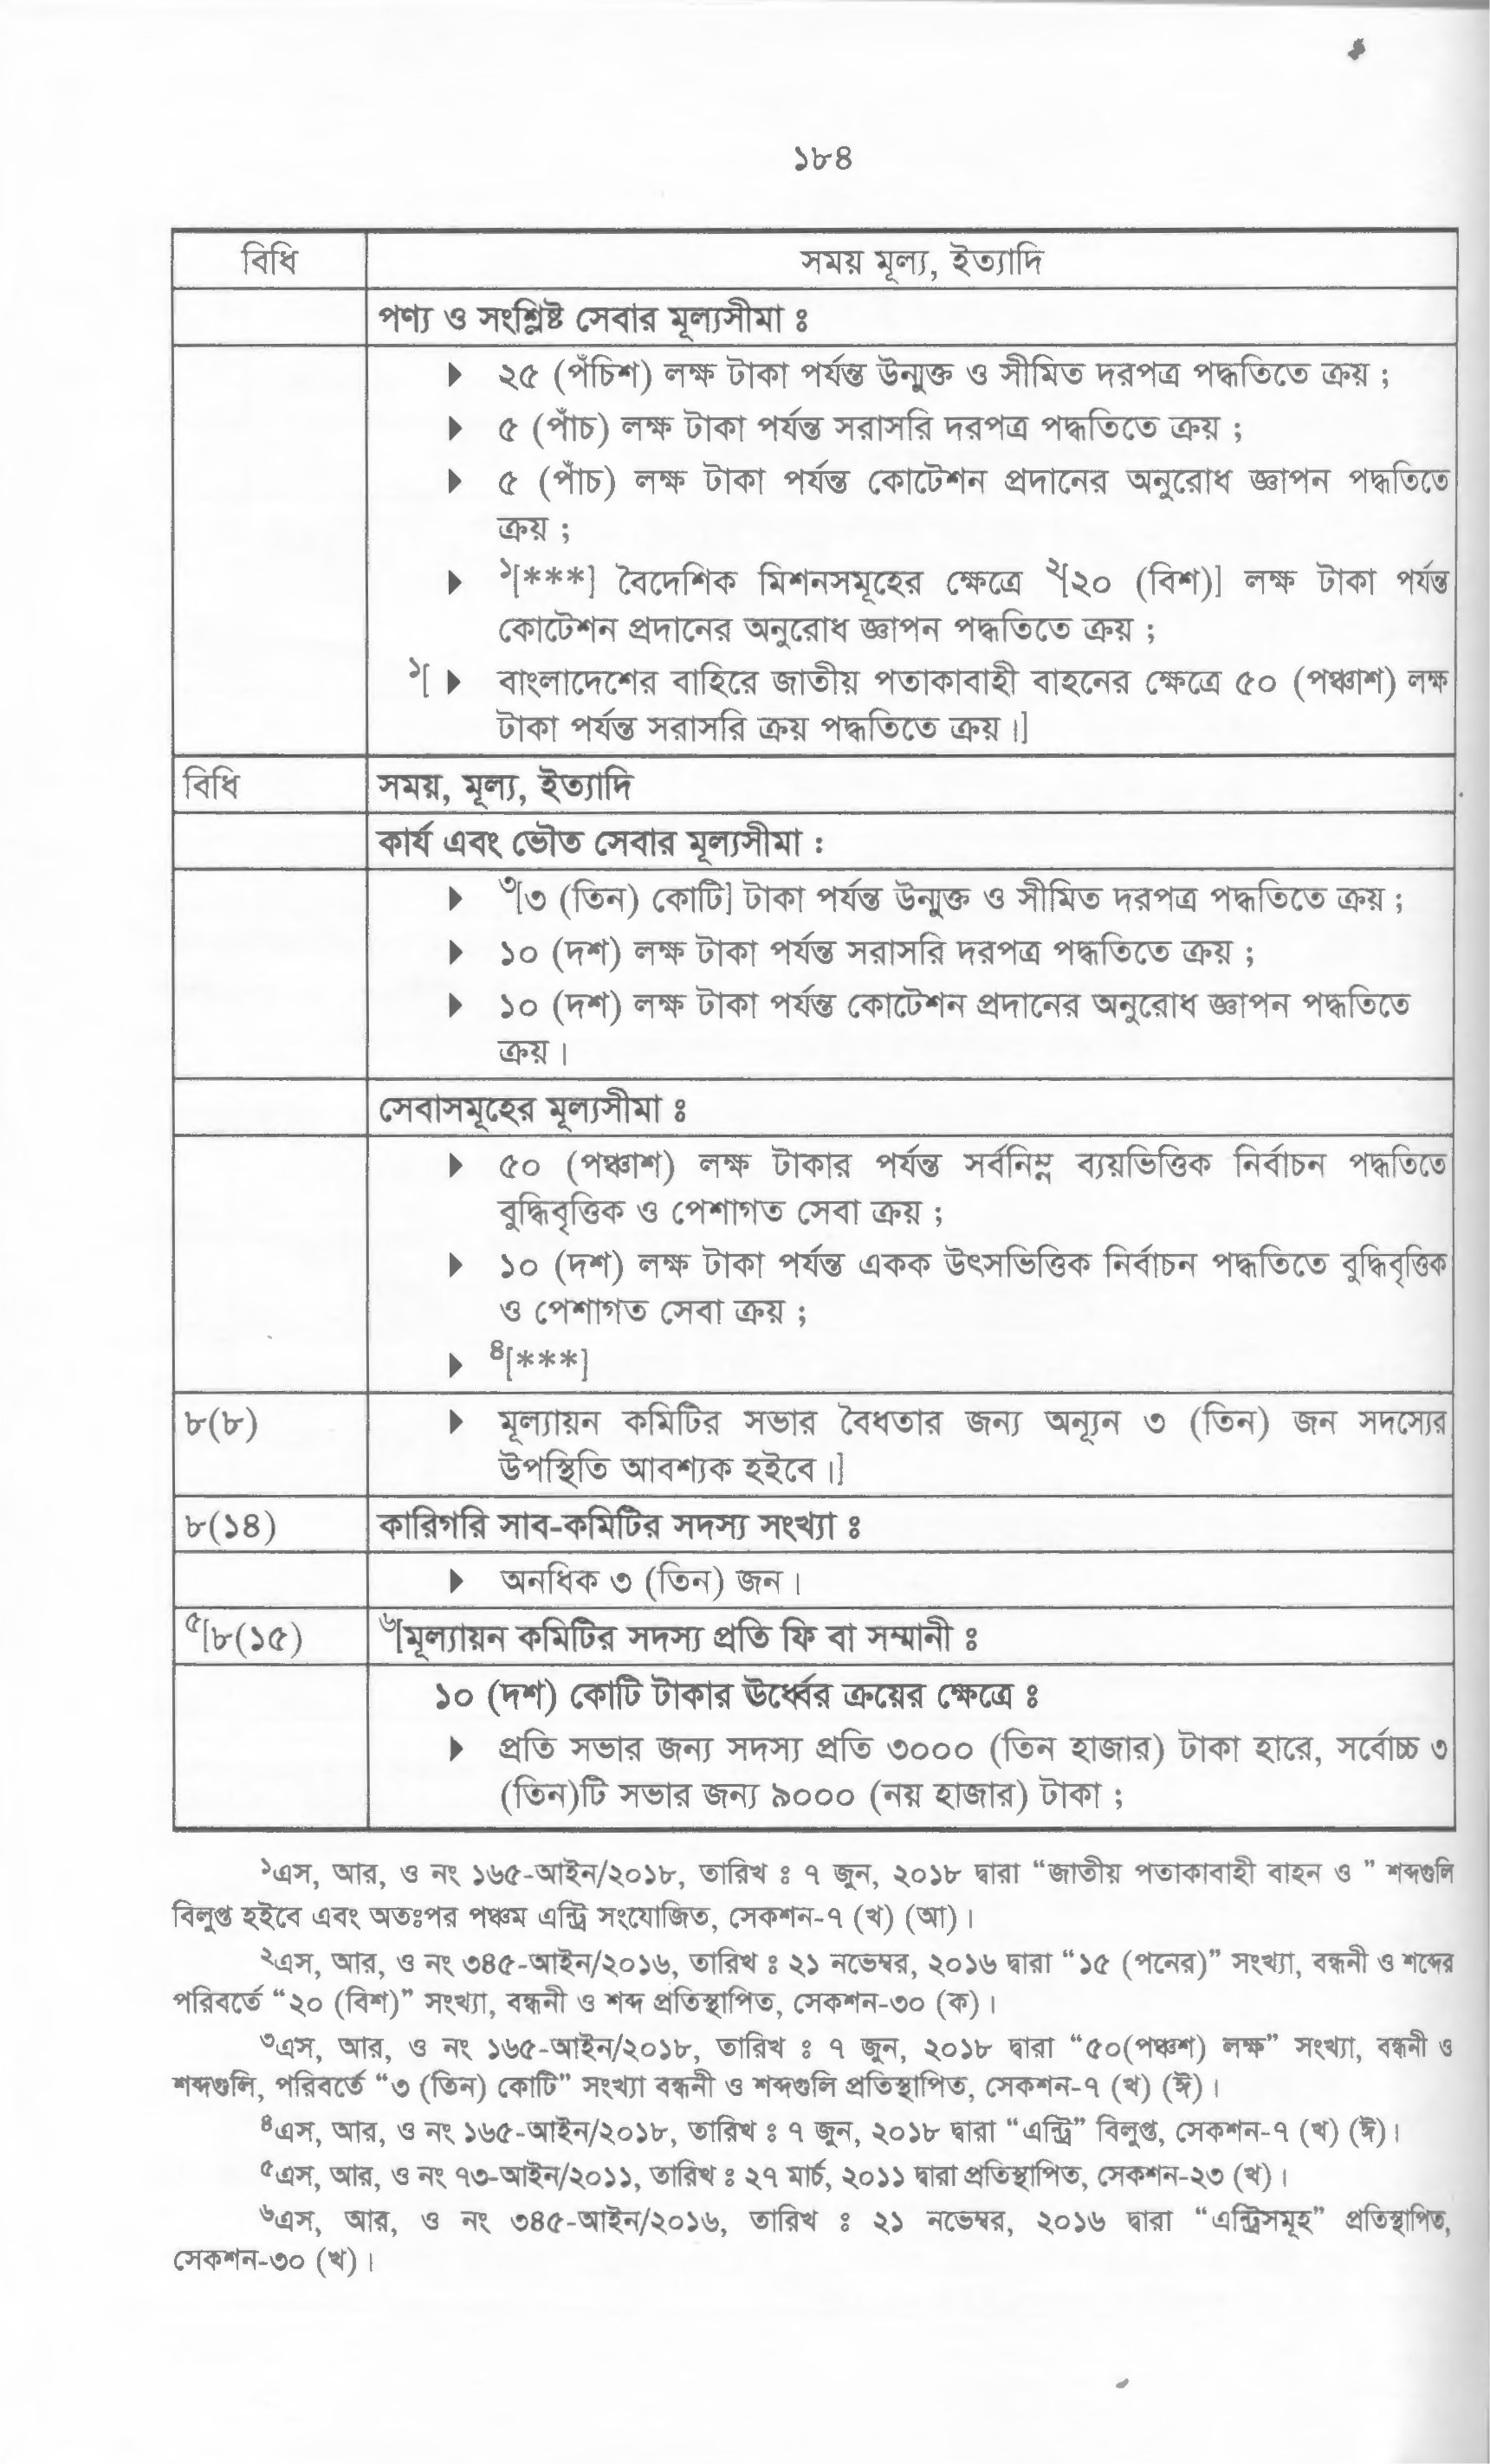 ১৮৪
বিধি
সময় মূল্য, ইত্যাদি
পণ্য ও সংশ্লিষ্ট সেবার মূল্যসীমা ঃ
২৫ (পঁচিশ) লক্ষ টাকা পর্যন্ত উন্মুক্ত ও সীমিত দরপত্র পদ্ধতিতে ক্রয় ;
৫ (পাঁচ) লক্ষ টাকা পর্যন্ত সরাসরি দরপত্র পদ্ধতিতে ক্রয় ;
৫ (পাঁচ) লক্ষ টাকা পর্যন্ত কোটেশন প্রদানের অনুরোধ জ্ঞাপন পদ্ধতিতে
ক্রয় ;
১[***] বৈদেশিক মিশনসমূহের ক্ষেত্রে ২[২০ (বিশ)] লক্ষ টাকা পর্যন্ত
কোটেশন প্রদানের অনুরোধ জ্ঞাপন পদ্ধতিতে ক্রয় ;
১[ বাংলাদেশের বাহিরে জাতীয় পতাকাবাহী বাহনের ক্ষেত্রে ৫০ (পঞ্চাশ) লক্ষ
টাকা পর্যন্ত সরাসরি ক্রয় পদ্ধতিতে ক্রয়।]
বিধি
সময়, মূল্য, ইত্যাদি
কার্য এবং ভৌত সেবার মূল্যসীমা :
৩[৩ (তিন) কোটি] টাকা পর্যন্ত উন্মুক্ত ও সীমিত দরপত্র পদ্ধতিতে ক্রয় ;
১০ (দশ) লক্ষ টাকা পর্যন্ত সরাসরি দরপত্র পদ্ধতিতে ক্রয় ;
১০ (দশ) লক্ষ টাকা পর্যন্ত কোটেশন প্রদানের অনুরোধ জ্ঞাপন পদ্ধতিতে
ক্রয়।
সেবাসমূহের মূল্যসীমা ঃ
৫০ (পঞ্চাশ) লক্ষ টাকার পর্যন্ত সর্বনিম্ন ব্যয়ভিত্তিক নির্বাচন পদ্ধতিতে
বুদ্ধিবৃত্তিক ও পেশাগত সেবা ক্রয় ;
১০ (দশ) লক্ষ টাকা পর্যন্ত একক উৎসভিত্তিক নির্বাচন পদ্ধতিতে বুদ্ধিবৃত্তিক
ও পেশাগত সেবা ক্রয় ;
৪[***]
৮(৮)
মূল্যায়ন কমিটির সভার বৈধতার জন্য অন্যূন ৩ (তিন) জন সদস্যের
উপস্থিতি আবশ্যক হইবে।]
৮(১৪)
কারিগরি সাব-কমিটির সদস্য সংখ্যা ঃ
অনধিক ৩ (তিন) জন।
৫[৮(১৫)
৬[মূল্যায়ন কমিটির সদস্য প্রতি ফি বা সম্মানী ঃ
১০ (দশ) কোটি টাকার ঊর্ধ্বের ক্রয়ের ক্ষেত্রে ঃ
প্রতি সভার জন্য সদস্য প্রতি ৩০০০ (তিন হাজার) টাকা হারে, সর্বোচ্চ ৩
(তিন)টি সভার জন্য ৯০০০ (নয় হাজার) টাকা ;
১এস, আর, ও নং ১৬৫-আইন/২০১৮, তারিখ ঃ ৭ জুন, ২০১৮ দ্বারা “জাতীয় পতাকাবাহী বাহন ও ” শব্দগুলি
বিলুপ্ত হইবে এবং অতঃপর পঞ্চম এন্ট্রি সংযোজিত, সেকশন-৭ (খ) (আ)।
২এস, আর, ও নং ৩৪৫-আইন/২০১৬, তারিখ ঃ ২১ নভেম্বর, ২০১৬ দ্বারা “১৫ (পনের)” সংখ্যা, বন্ধনী ও শব্দের
পরিবর্তে “২০ (বিশ)” সংখ্যা, বন্ধনী ও শব্দ প্রতিস্থাপিত, সেকশন-৩০ (ক)।
৩এস, আর, ও নং ১৬৫-আইন/২০১৮, তারিখ ঃ ৭ জুন, ২০১৮ দ্বারা “৫০(পঞ্চশ) লক্ষ” সংখ্যা, বন্ধনী ও
শব্দগুলি, পরিবর্তে “৩ (তিন) কোটি” সংখ্যা বন্ধনী ও শব্দগুলি প্রতিস্থাপিত, সেকশন-৭ (খ) (ঈ)।
৪এস, আর, ও নং ১৬৫-আইন/২০১৮, তারিখ ঃ ৭ জুন, ২০১৮ দ্বারা “এন্ট্রি” বিলুপ্ত, সেকশন-৭ (খ) (ঈ)।
৫এস, আর, ও নং ৭৩-আইন/২০১১, তারিখ ঃ ২৭ মার্চ, ২০১১ দ্বারা প্রতিস্থাপিত, সেকশন-২৩ (খ)।
৬এস, আর, ও নং ৩৪৫-আইন/২০১৬, তারিখ ঃ ২১ নভেম্বর, ২০১৬ দ্বারা “এন্ট্রিসমূহ” প্রতিস্থাপিত,
সেকশন-৩০ (খ)।